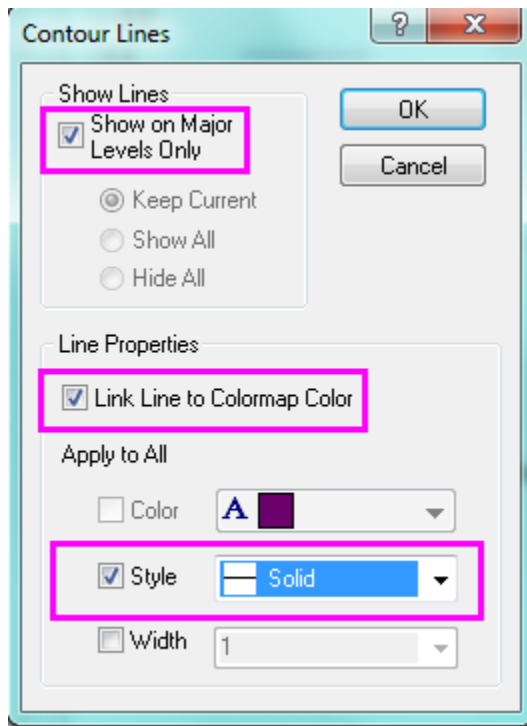 Contour Lines
?
X
Show Lines
Show on Major
Levels Only
OK
Cancel
Keep Current
Show All
Hide All
Line Properties
Link Line to Colormap Color
Apply to All
Color
A
Style
Solid
Width
1